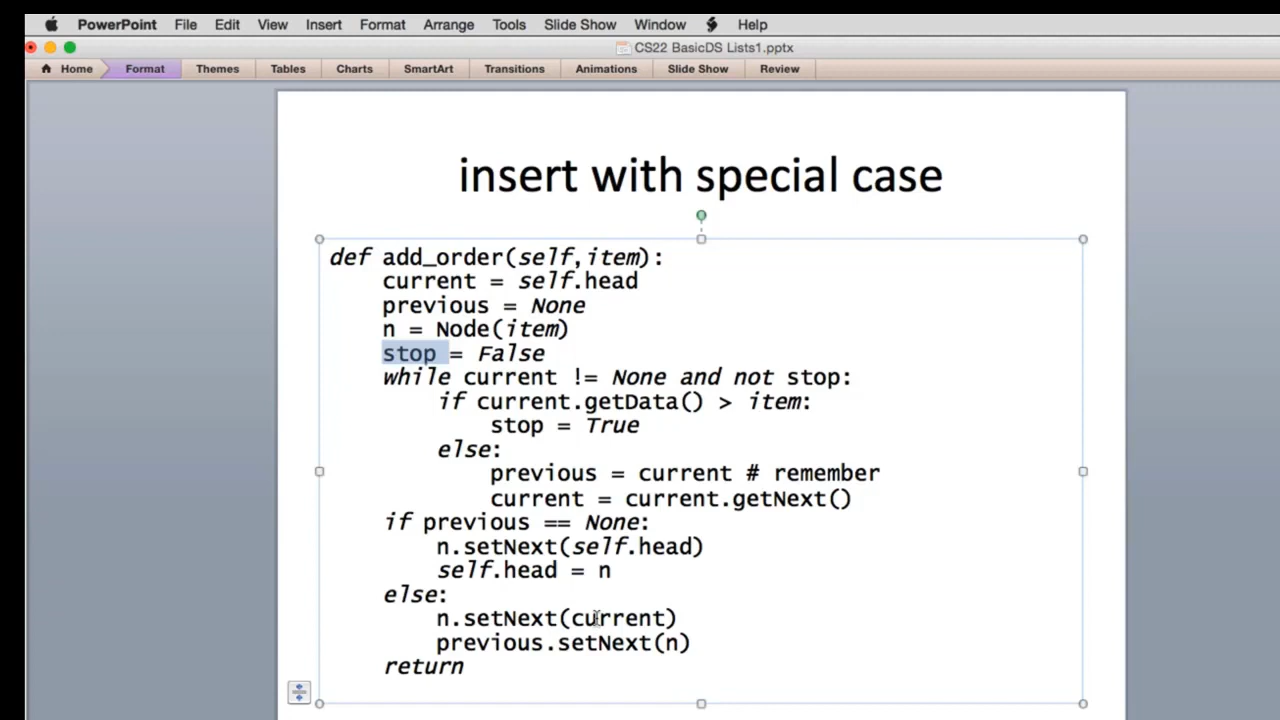 PowerPoint File Edit View Insert Format Arrange Tools Slide Show Window Help
CS22 BasicDS Lists1.pptx
Home Format Themes Tables Charts SmartArt Transitions Animations Slide Show Review
insert with special case
def add_order(self,item):
    current = self.head
    previous = None
    n = Node(item)
    stop = False
    while current != None and not stop:
        if current.getData() > item:
            stop = True
        else:
            previous = current # remember
            current = current.getNext()
    if previous == None:
        n.setNext(self.head)
        self.head = n
    else:
        n.setNext(current)
        previous.setNext(n)
    return